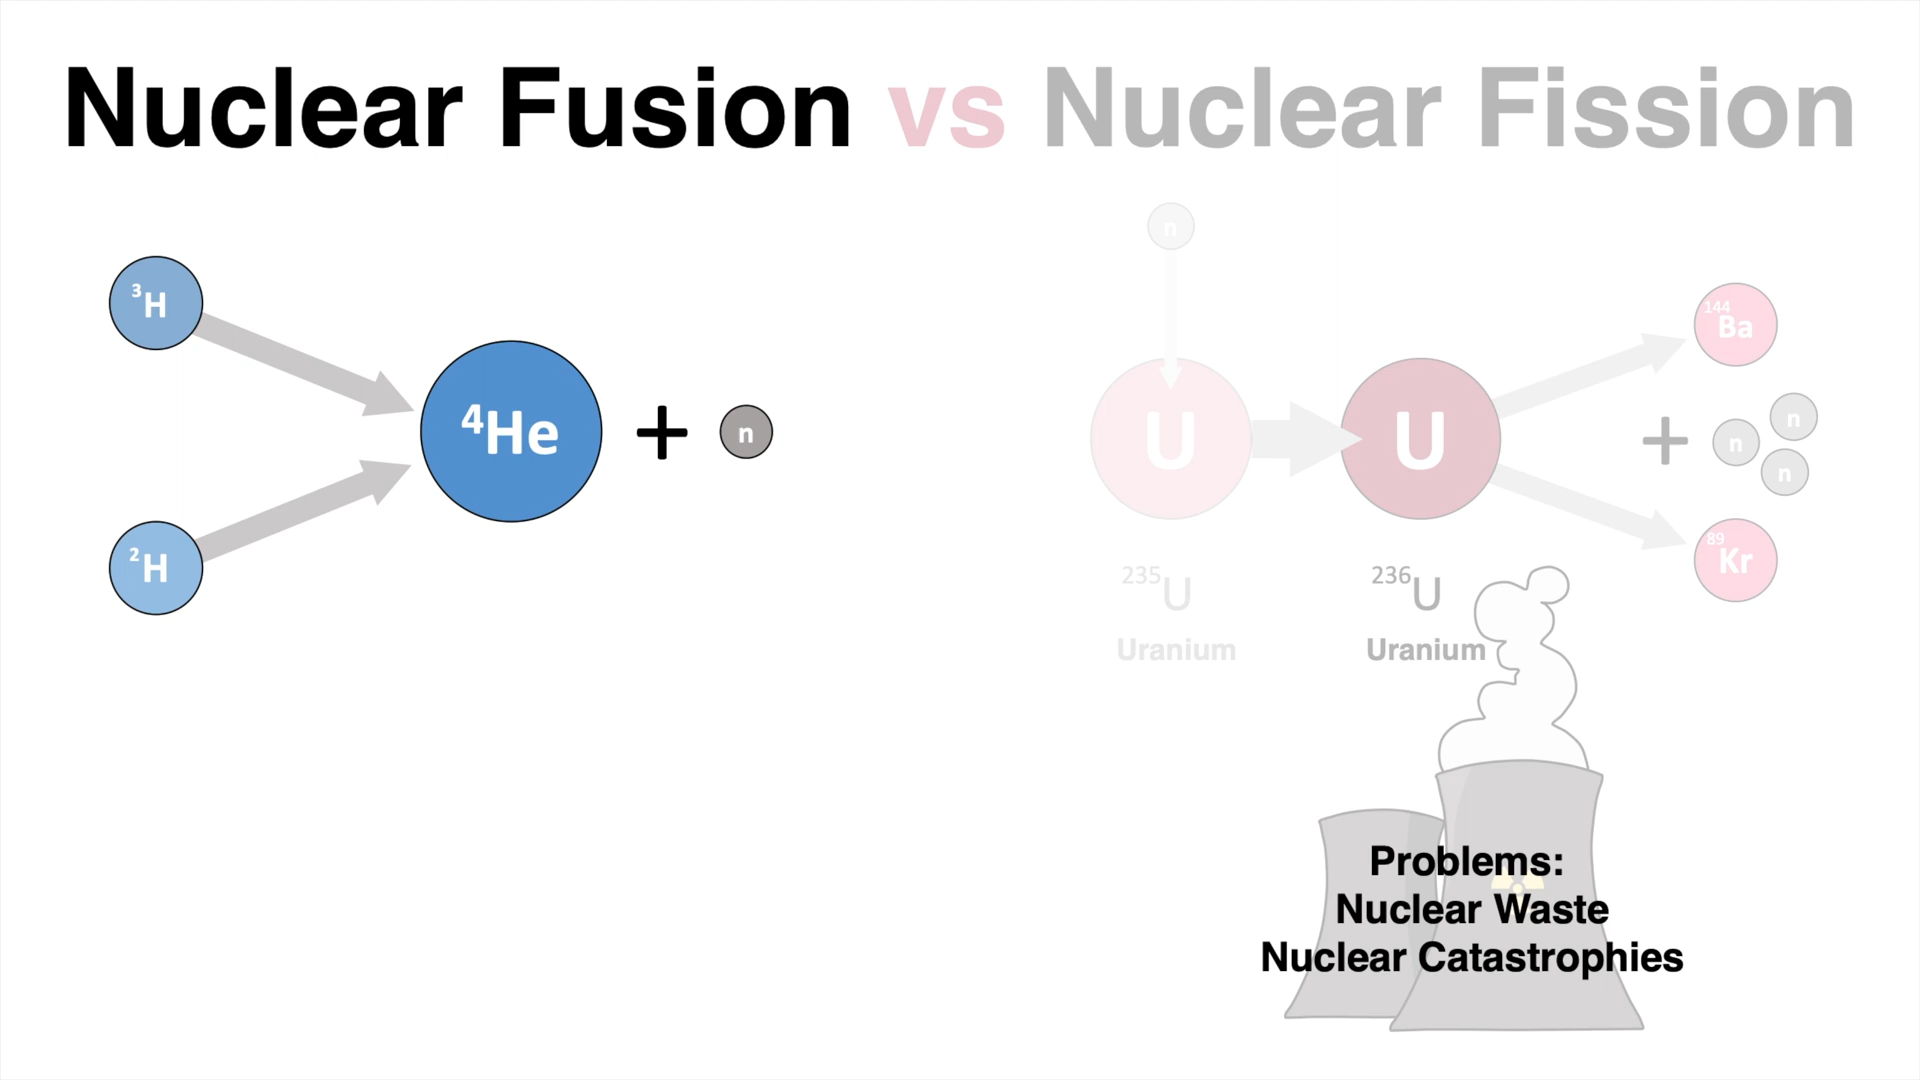 Nuclear Fusion vs Nuclear Fission
n
³H
²H
⁴He + n
U
U
¹⁴⁴Ba
+ n n n
⁸⁹Kr
²³⁵U
Uranium
²³⁶U
Uranium
Problems:
Nuclear Waste
Nuclear Catastrophies